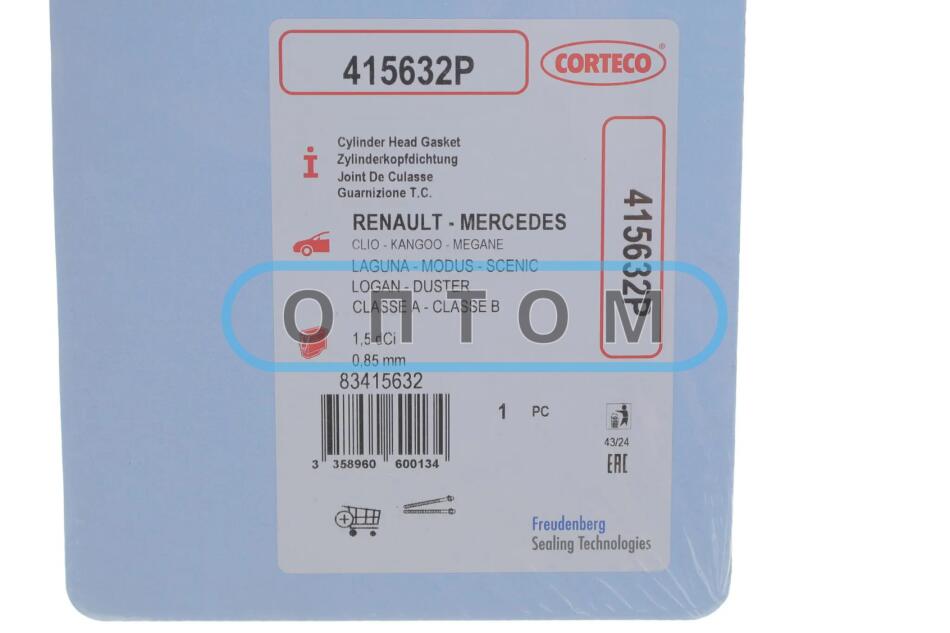 415632P
CORTECO®
Cylinder Head Gasket
Zylinderkopfdichtung
Joint De Culasse
Guarnizione T.C.
RENAULT - MERCEDES
CLIO - KANGOO - MEGANE
LAGUNA - MODUS - SCENIC
LOGAN - DUSTER
CLASSE A - CLASSE B
415632P
ОПТОМ
1,5 dCi
0,85 mm
83415632
1 PC
3 358960 600134
43/24
EAC
Freudenberg
Sealing Technologies